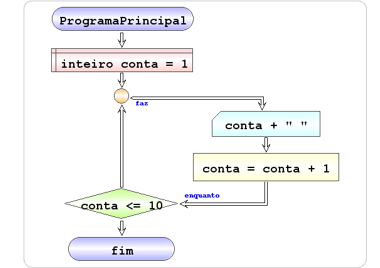 ProgramaPrincipal
inteiro conta = 1
faz
conta + " "
conta = conta + 1
enquanto
conta <= 10
fim